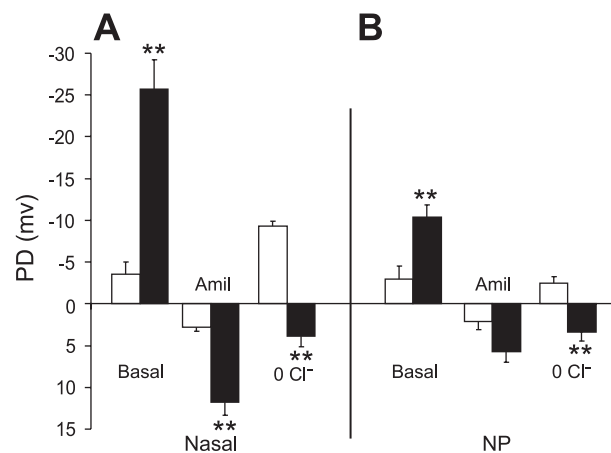 A
B
-30
-25
-20
-15
-10
-5
0
5
10
15
PD (mv)
**
Amil
Basal
**
**
0 Cl⁻
Nasal
**
Amil
Basal
**
0 Cl⁻
NP